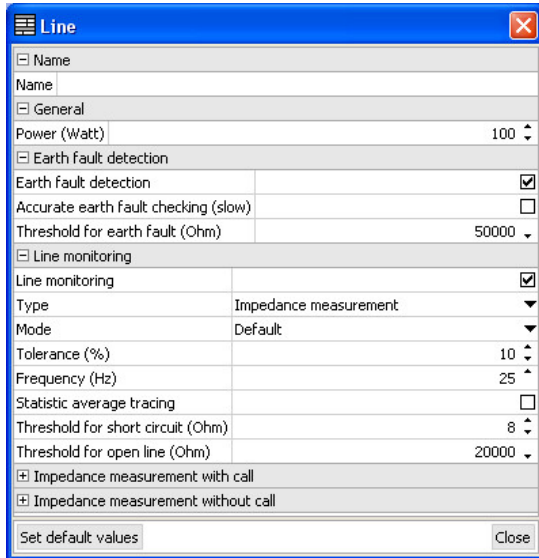 Line
Name
Name
General
Power (Watt) 100
Earth fault detection
Earth fault detection
Accurate earth fault checking (slow)
Threshold for earth fault (Ohm) 50000
Line monitoring
Line monitoring
Type Impedance measurement
Mode Default
Tolerance (%) 10
Frequency (Hz) 25
Statistic average tracing
Threshold for short circuit (Ohm) 8
Threshold for open line (Ohm) 20000
Impedance measurement with call
Impedance measurement without call
Set default values Close